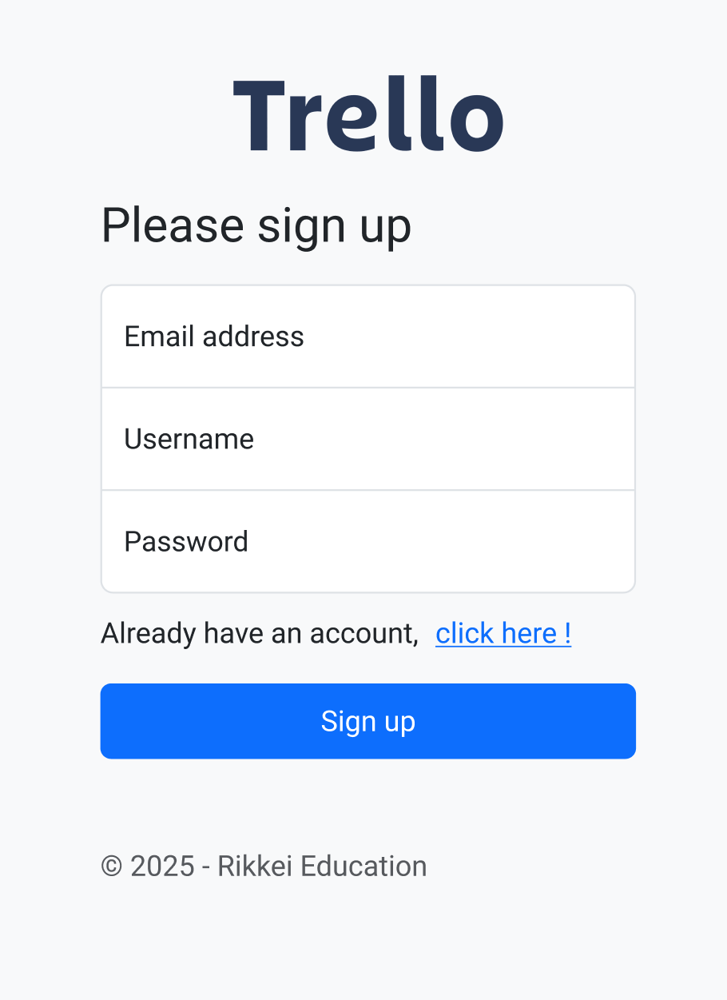 Trello
Please sign up
Email address
Username
Password
Already have an account, click here !
Sign up
© 2025 - Rikkei Education